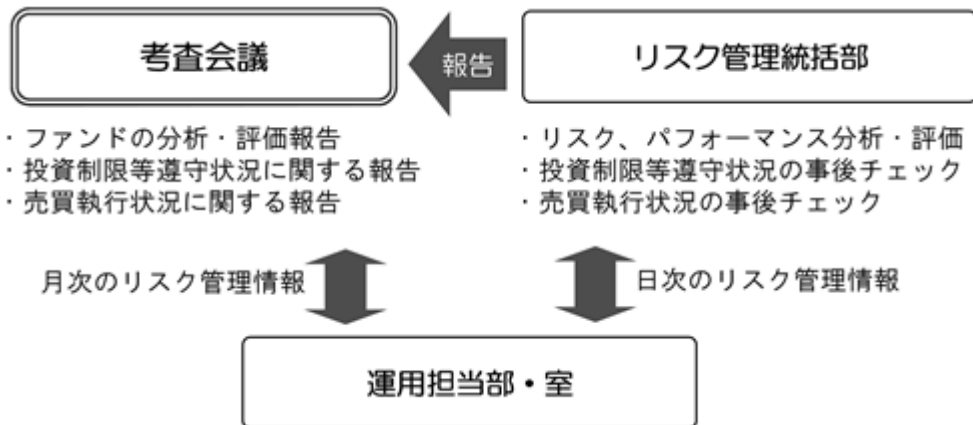 考査会議
報告
リスク管理統括部
・ファンドの分析・評価報告
・投資制限等遵守状況に関する報告
・売買執行状況に関する報告
・リスク、パフォーマンス分析・評価
・投資制限等遵守状況の事後チェック
・売買執行状況の事後チェック
月次のリスク管理情報
日次のリスク管理情報
運用担当部・室